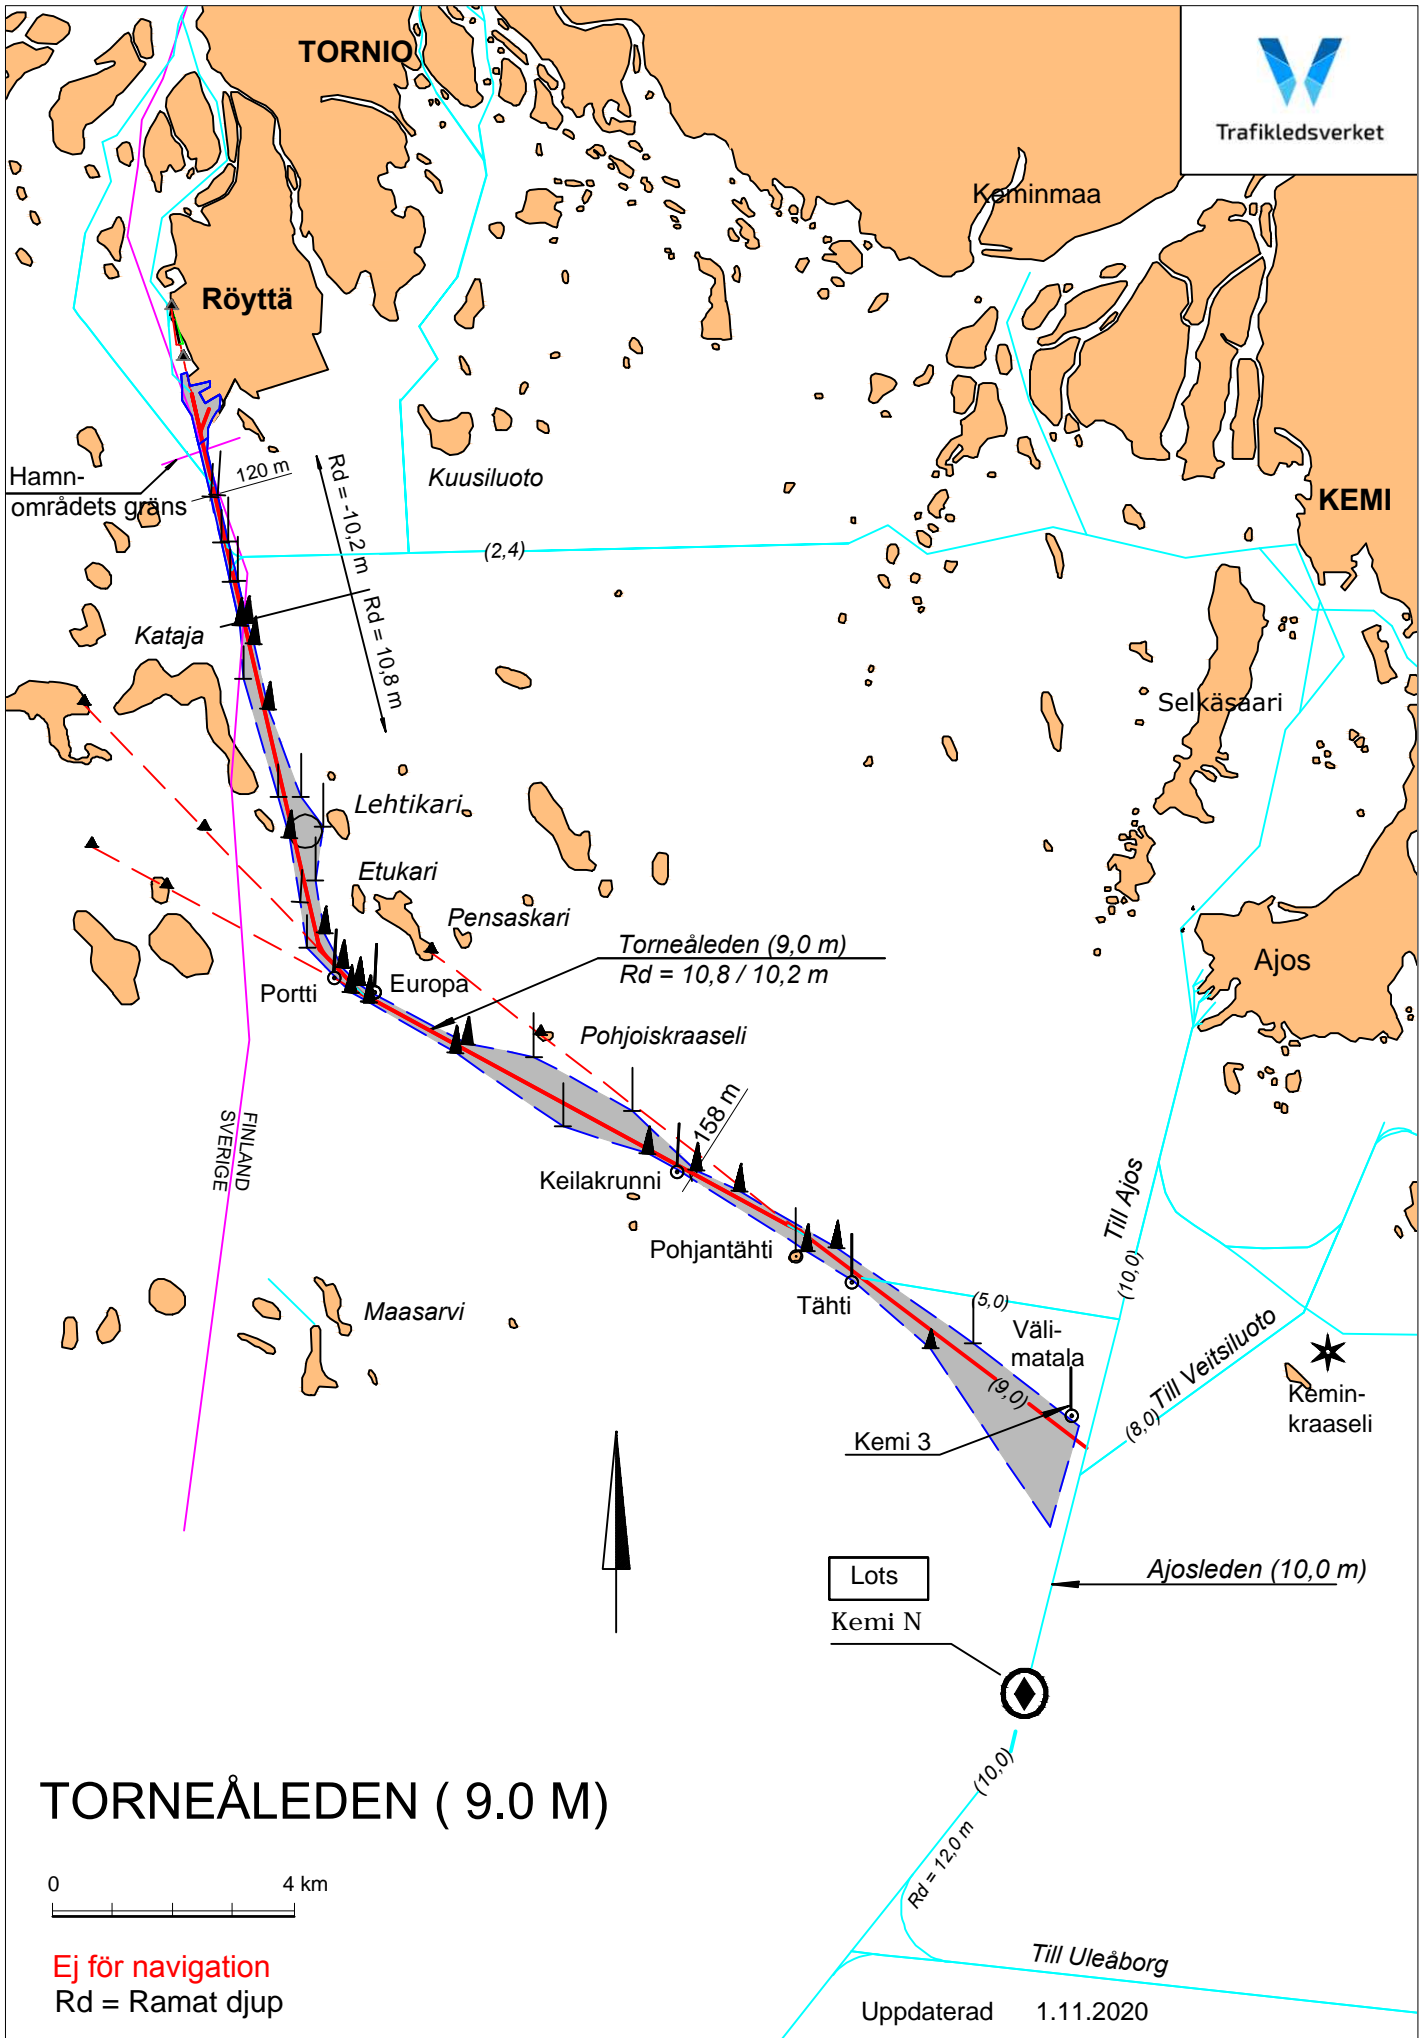 TORNIO
Trafikledsverket
Keminmaa
Röyttä
Hamn-
områdets gräns
120 m
Rd = -10,2 m
Rd = 10,8 m
Kuusiluoto
KEMI
(2,4)
Kataja
Selkäsaari
Lehtikari
Etukari
Pensaskari
Torneåleden (9,0 m)
Rd = 10,8 / 10,2 m
Ajos
Portti
Europa
Pohjoiskraaseli
FINLAND
SVERIGE
158 m
Keilakrunni
Till Ajos
(10,0)
Pohjantähti
Tähti
Maasarvi
(5,0)
Väli-
matala
Till Veitsiluoto
(8,0)
(9,0)
Kemin-
kraaseli
Kemi 3
Lots
Kemi N
Ajosleden (10,0 m)
(10,0)
Rd = 12,0 m
TORNEÅLEDEN ( 9.0 M)
0 4 km
Ej för navigation
Rd = Ramat djup
Till Uleåborg
Uppdaterad 1.11.2020